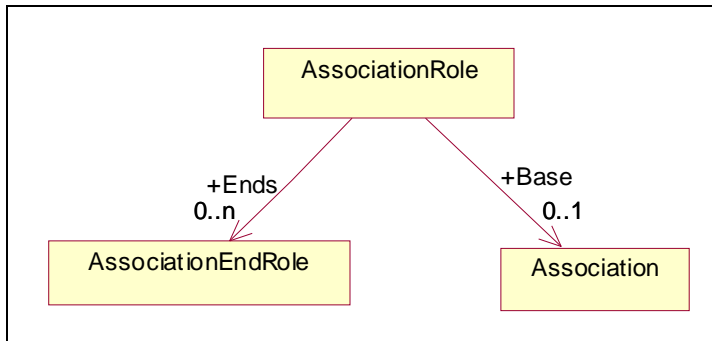 AssociationRole
+Ends
0..n
+Base
0..1
AssociationEndRole
Association